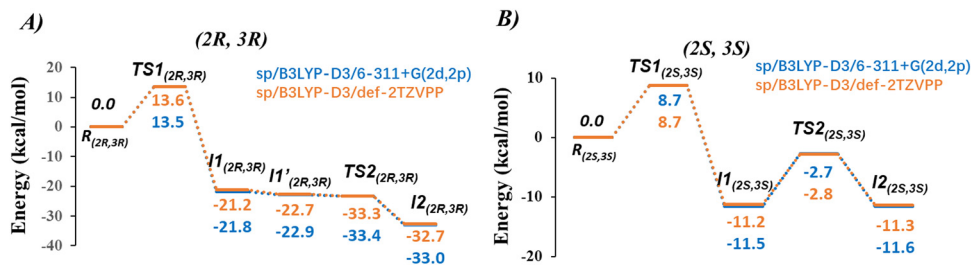 A)
(2R, 3R)
sp/B3LYP-D3/6-311+G(2d,2p)
sp/B3LYP-D3/def-2TZVPP
Energy (kcal/mol)
20
10
0
-10
-20
-30
-40
0.0
R(2R,3R)
TS1(2R,3R)
13.6
13.5
I1(2R,3R)
-21.2
-21.8
I1'(2R,3R)
-22.7
-22.9
TS2(2R,3R)
-33.3
-33.4
I2(2R,3R)
-32.7
-33.0
B)
(2S, 3S)
sp/B3LYP-D3/6-311+G(2d,2p)
sp/B3LYP-D3/def-2TZVPP
Energy (kcal/mol)
10
0
-10
-20
0.0
R(2S,3S)
TS1(2S,3S)
8.7
8.7
I1(2S,3S)
-11.2
-11.5
TS2(2S,3S)
-2.7
-2.8
I2(2S,3S)
-11.3
-11.6